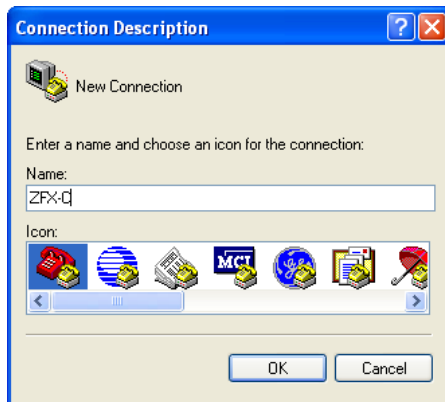 Connection Description
New Connection
Enter a name and choose an icon for the connection:
Name:
ZFX-C
Icon:
MCI
OK
Cancel